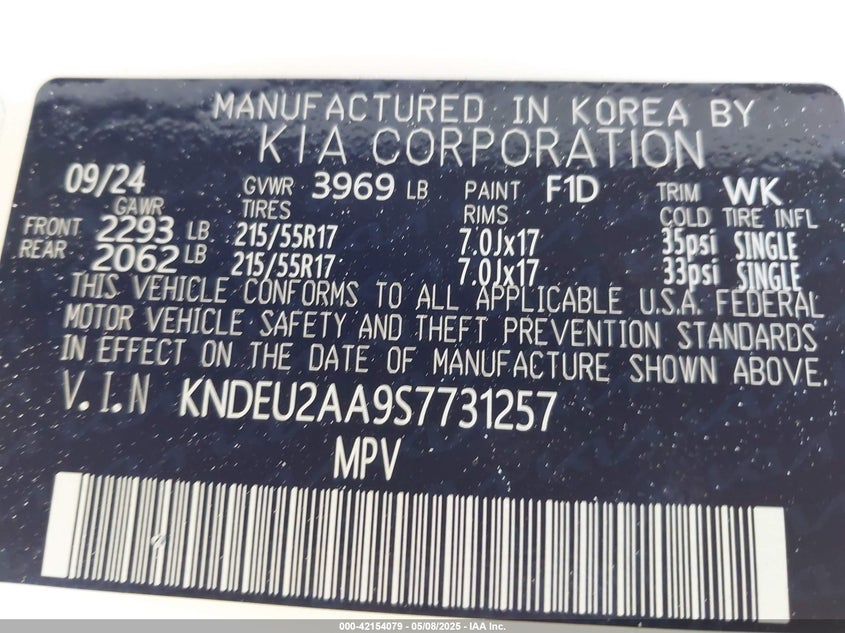 MANUFACTURED IN KOREA BY
KIA CORPORATION
09/24 GVWR 3969 LB PAINT F1D TRIM WK
GAWR TIRES RIMS COLD TIRE INFL
FRONT 2293 LB 215/55R17 7.0Jx17 35psi SINGLE
REAR 2062 LB 215/55R17 7.0Jx17 33psi SINGLE
THIS VEHICLE CONFORMS TO ALL APPLICABLE U.S.A. FEDERAL
MOTOR VEHICLE SAFETY AND THEFT PREVENTION STANDARDS
IN EFFECT ON THE DATE OF MANUFACTURE SHOWN ABOVE.
V.I.N KNDEU2AA9S7731257
MPV
000-42154079 - 05/08/2025 - IAA Inc.